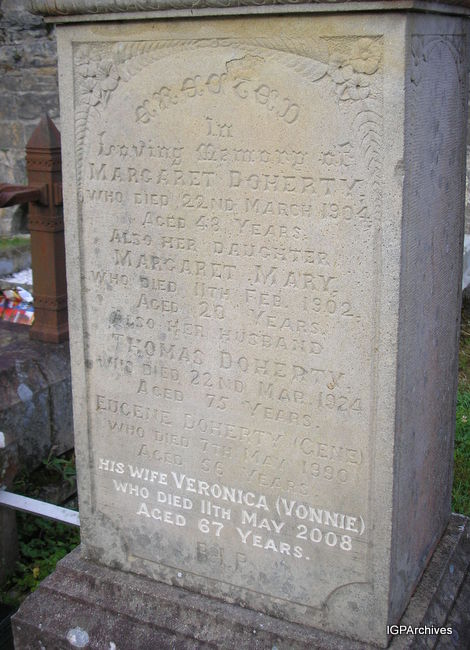 ERECTED
In
Loving Memory of
MARGARET DOHERTY,
WHO DIED 22ND MARCH 1904,
AGED 48 YEARS.
ALSO HER DAUGHTER
MARGARET MARY.
WHO DIED 11TH FEB. 1902.
AGED 20 YEARS.
ALSO HER HUSBAND
THOMAS DOHERTY,
WHO DIED 22ND MAR. 1924
AGED 75 YEARS.
EUGENE DOHERTY (GENE)
WHO DIED 7TH MAY 1990
AGED 56 YEARS.
HIS WIFE VERONICA (VONNIE)
WHO DIED 11TH MAY 2008
AGED 67 YEARS.
R.I.P.
IGPArchives